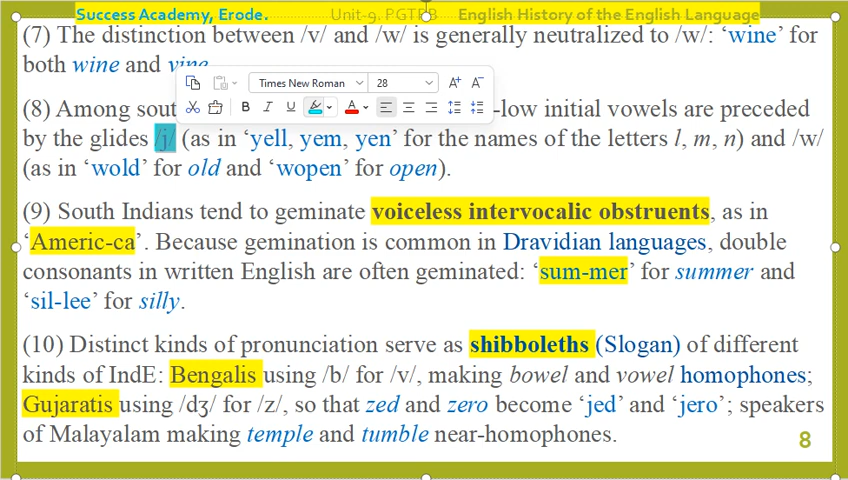 Success Academy, Erode. Unit-9. PGTRB English History of the English Language
(7) The distinction between /v/ and /w/ is generally neutralized to /w/: ‘wine’ for
both wine and vine.
Times New Roman 28
B I U A
(8) Among sout -low initial vowels are preceded
by the glides /j/ (as in ‘yell, yem, yen’ for the names of the letters l, m, n) and /w/
(as in ‘wold’ for old and ‘wopen’ for open).
(9) South Indians tend to geminate voiceless intervocalic obstruents, as in
‘Americ-ca’. Because gemination is common in Dravidian languages, double
consonants in written English are often geminated: ‘sum-mer’ for summer and
‘sil-lee’ for silly.
(10) Distinct kinds of pronunciation serve as shibboleths (Slogan) of different
kinds of IndE: Bengalis using /b/ for /v/, making bowel and vowel homophones;
Gujaratis using /dʒ/ for /z/, so that zed and zero become ‘jed’ and ‘jero’; speakers
of Malayalam making temple and tumble near-homophones.
8